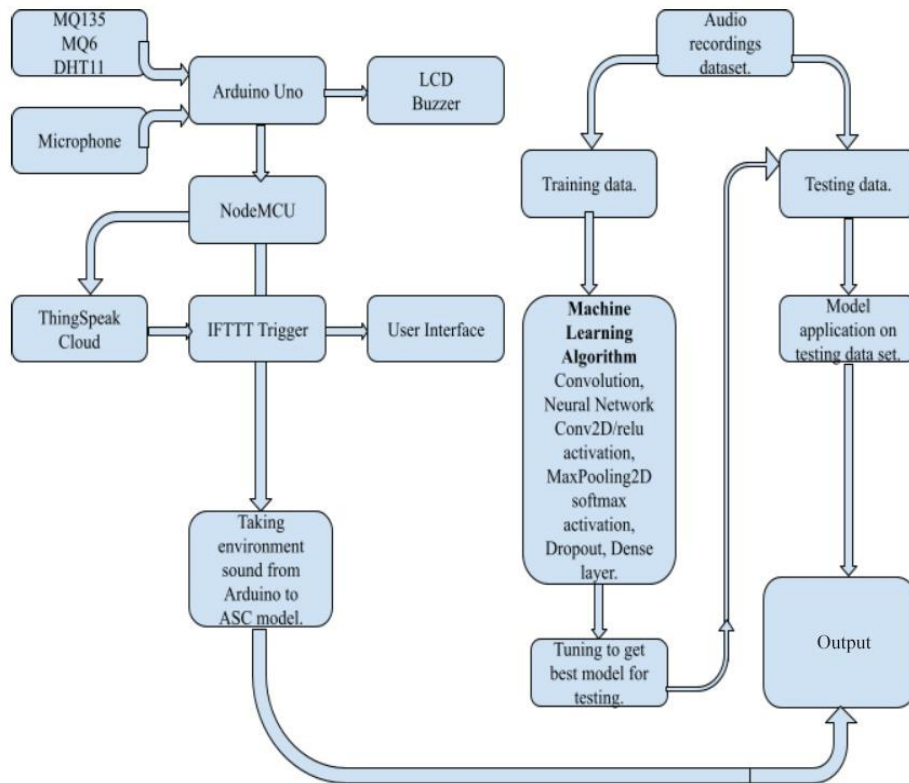 MQ135
MQ6
DHT11
Arduino Uno
LCD
Buzzer
Microphone
NodeMCU
ThingSpeak
Cloud
IFTTT Trigger
User Interface
Taking
environment
sound from
Arduino to
ASC model.
Audio
recordings
dataset.
Training data.
Testing data.
Machine
Learning
Algorithm
Convolution,
Neural Network
Conv2D/relu
activation,
MaxPooling2D
softmax
activation,
Dropout, Dense
layer.
Model
application on
testing data set.
Tuning to get
best model for
testing.
Output